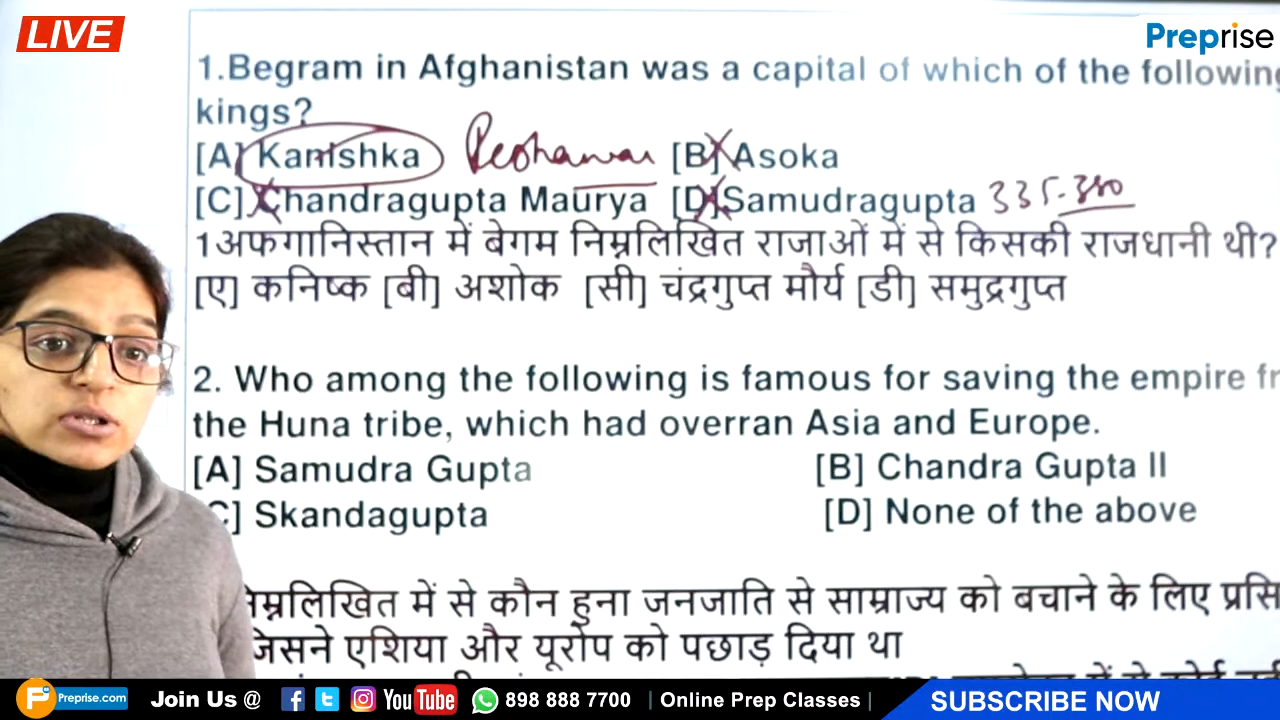 LIVE
Preprise
1.Begram in Afghanistan was a capital of which of the following
kings?
[A] Kanishka Peshawar [B] Asoka
[C] Chandragupta Maurya [D] Samudragupta 335-380
1अफगानिस्तान में बेगम निम्नलिखित राजाओं में से किसकी राजधानी थी?
[ए] कनिष्क [बी] अशोक [सी] चंद्रगुप्त मौर्य [डी] समुद्रगुप्त
2. Who among the following is famous for saving the empire fr
the Huna tribe, which had overran Asia and Europe.
[A] Samudra Gupta [B] Chandra Gupta II
C] Skandagupta [D] None of the above
निम्नलिखित में से कौन हुना जनजाति से साम्राज्य को बचाने के लिए प्रसि
जिसने एशिया और यूरोप को पछाड़ दिया था
P Preprise.com Join Us @ YouTube 898 888 7700 | Online Prep Classes | SUBSCRIBE NOW